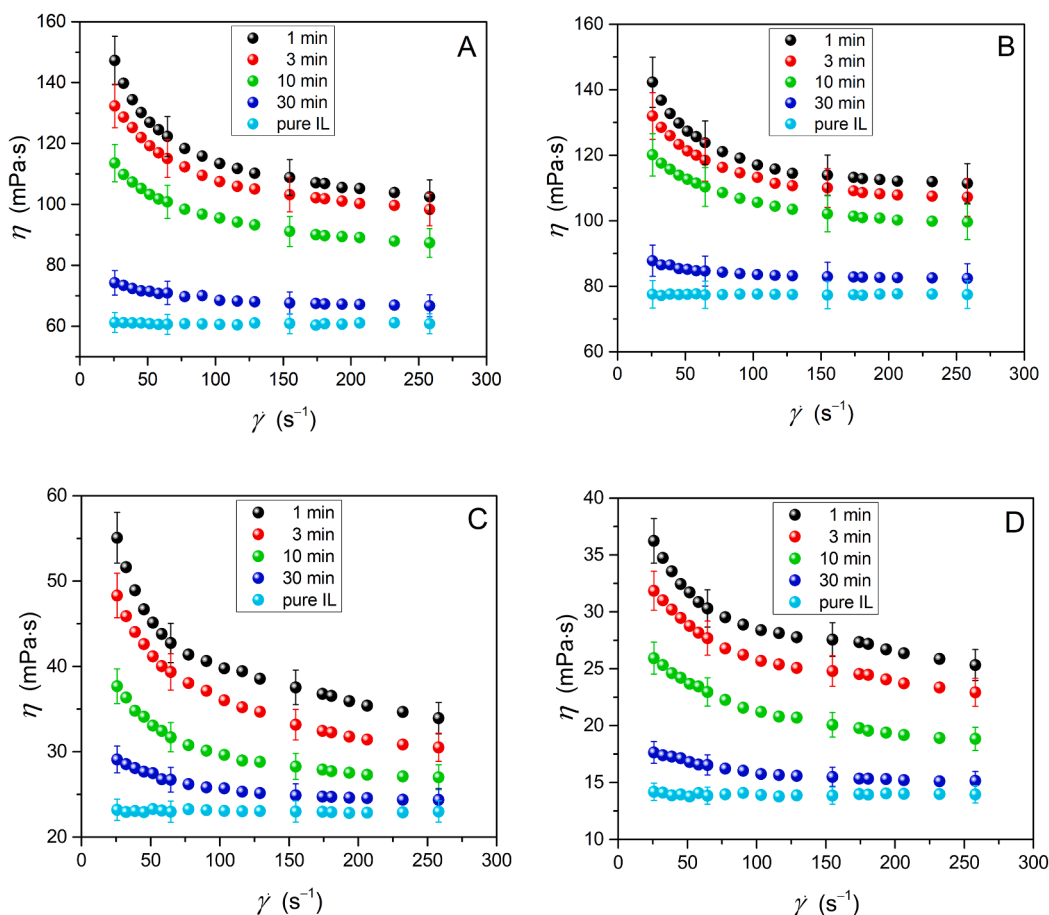 A
1 min
3 min
10 min
30 min
pure IL
160
140
120
100
80
60
η (mPa·s)
0
50
100
150
200
250
300
γ̇ (s⁻¹)
B
1 min
3 min
10 min
30 min
pure IL
160
140
120
100
80
60
η (mPa·s)
0
50
100
150
200
250
300
γ̇ (s⁻¹)
C
1 min
3 min
10 min
30 min
pure IL
60
50
40
30
20
η (mPa·s)
0
50
100
150
200
250
300
γ̇ (s⁻¹)
D
1 min
3 min
10 min
30 min
pure IL
40
35
30
25
20
15
10
η (mPa·s)
0
50
100
150
200
250
300
γ̇ (s⁻¹)